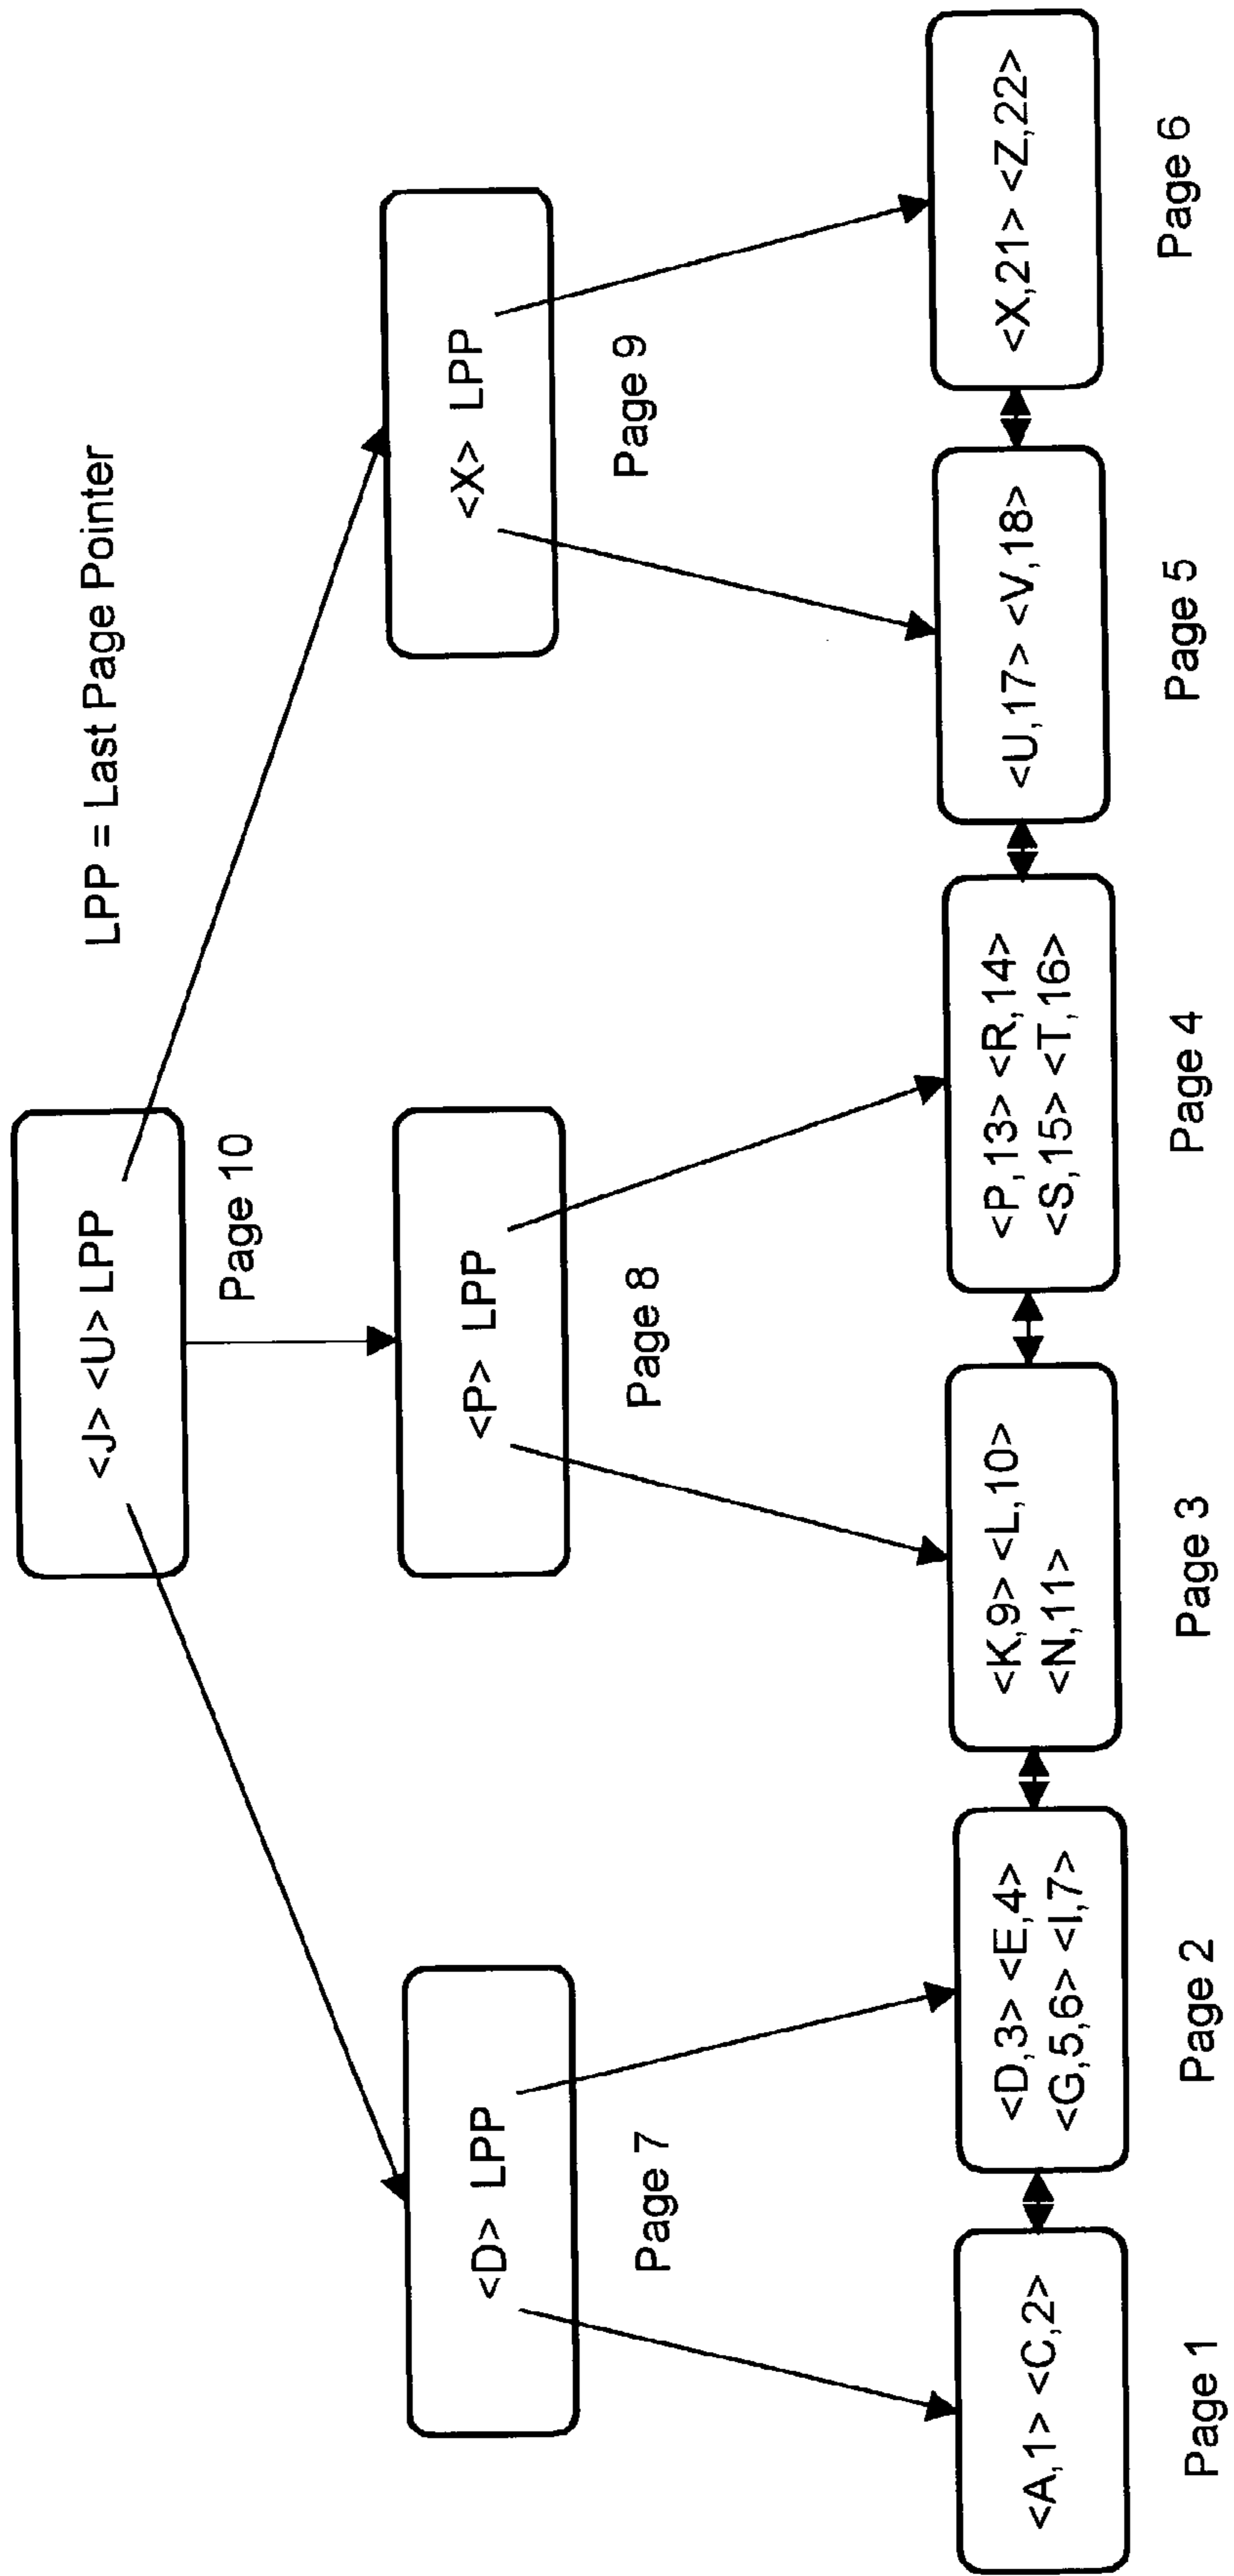 LPP = Last Page Pointer
<J> <U> LPP
Page 10
<D> LPP
Page 7
<P> LPP
Page 8
<X> LPP
Page 9
<A,1> <C,2>
Page 1
<D,3> <E,4>
<G,5,6> <I,7>
Page 2
<K,9> <L,10>
<N,11>
Page 3
<P,13> <R,14>
<S,15> <T,16>
Page 4
<U,17> <V,18>
Page 5
<X,21> <Z,22>
Page 6